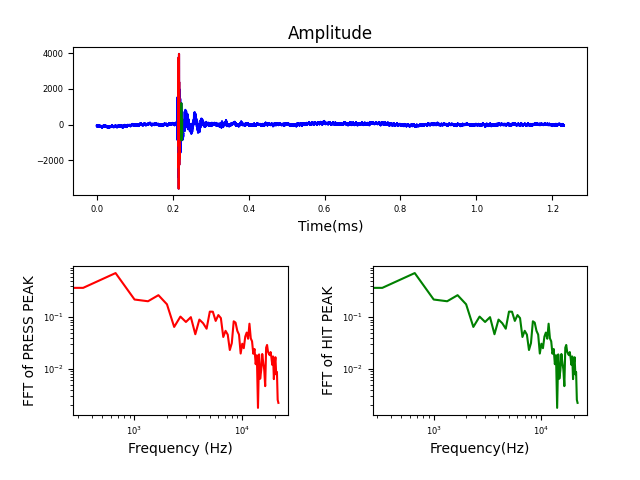 Amplitude
4000
2000
0
−2000
0.0 0.2 0.4 0.6 0.8 1.0 1.2
Time(ms)
FFT of PRESS PEAK
10⁻¹
10⁻²
10³ 10⁴
Frequency (Hz)
FFT of HIT PEAK
10⁻¹
10⁻²
10³ 10⁴
Frequency(Hz)